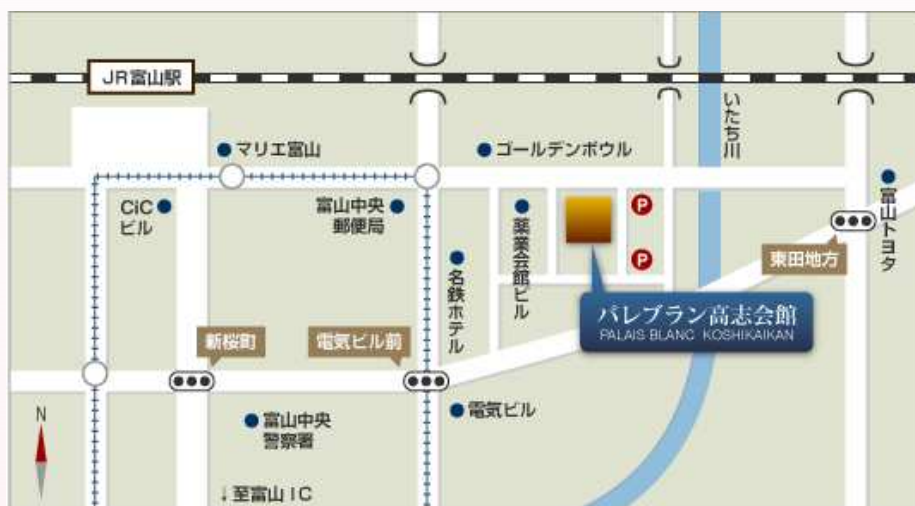 JR富山駅
マリエ富山
ゴールデンボウル
いたち川
CiC
ビル
富山中央
郵便局
薬業会館ビル
P
P
富山トヨタ
東田地方
名鉄ホテル
パレブラン高志会館
PALAIS BLANC KOSHIKAIKAN
新桜町
電気ビル前
N
富山中央
警察署
電気ビル
↓至富山IC